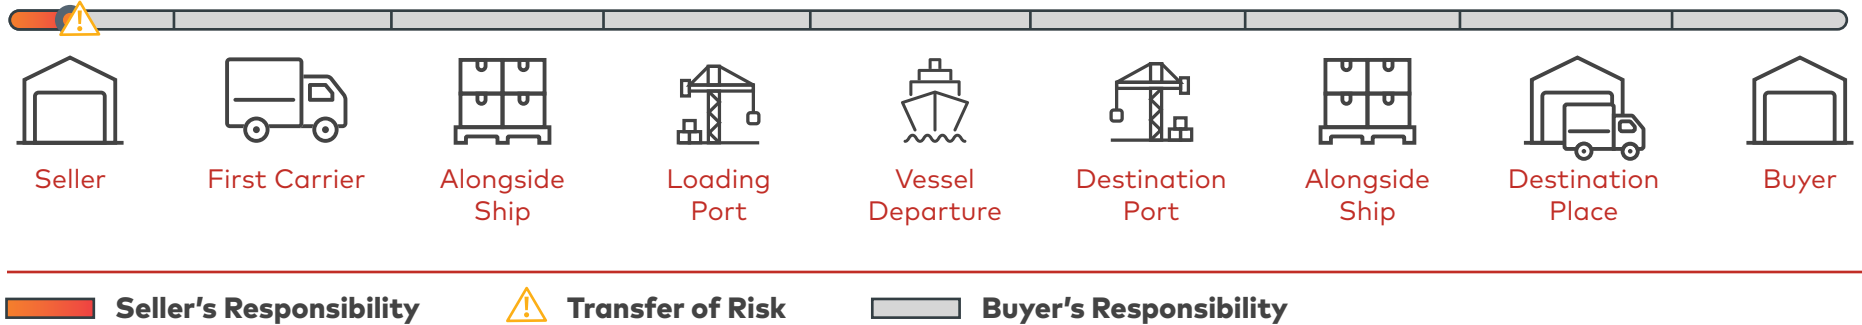 Seller
First Carrier
Alongside
Ship
Loading
Port
Vessel
Departure
Destination
Port
Alongside
Ship
Destination
Place
Buyer
Seller's Responsibility
Transfer of Risk
Buyer's Responsibility